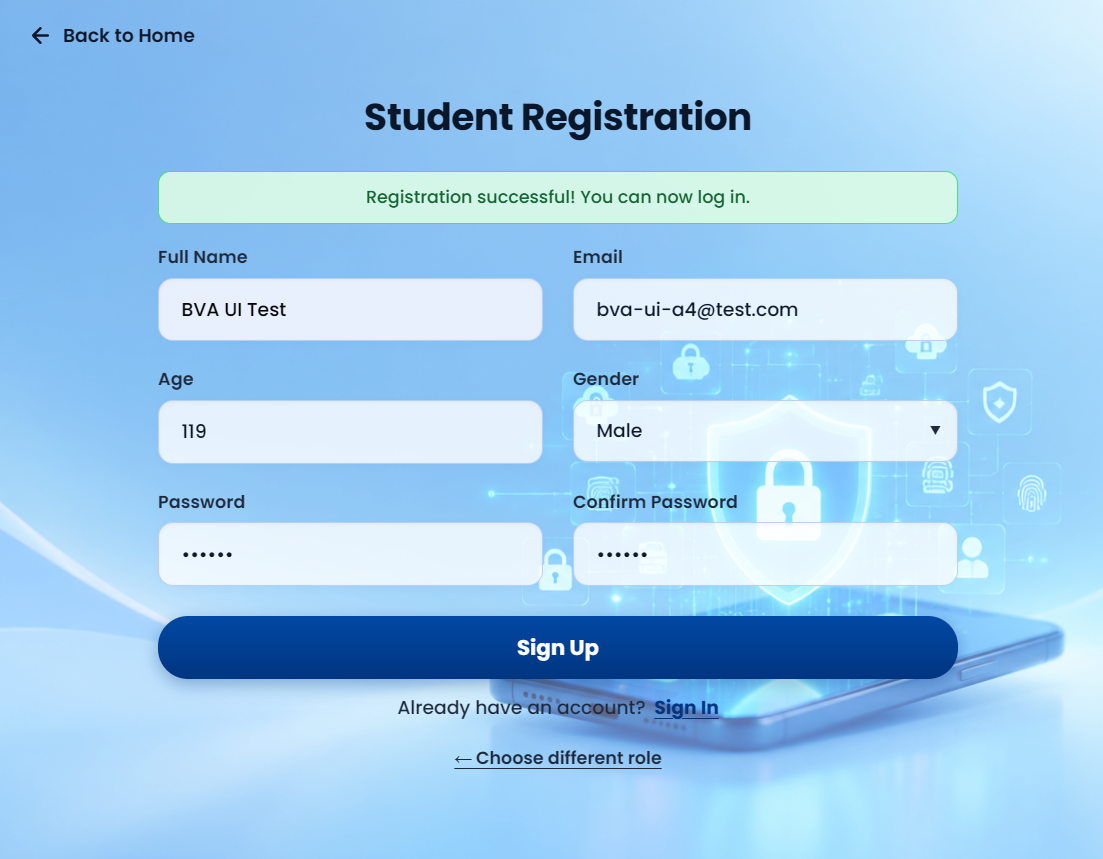 ← Back to Home
Student Registration
Registration successful! You can now log in.
Full Name
Email
BVA UI Test
bva-ui-a4@test.com
Age
Gender
119
Male
Password
Confirm Password
••••••
••••••
Sign Up
Already have an account? Sign In
← Choose different role